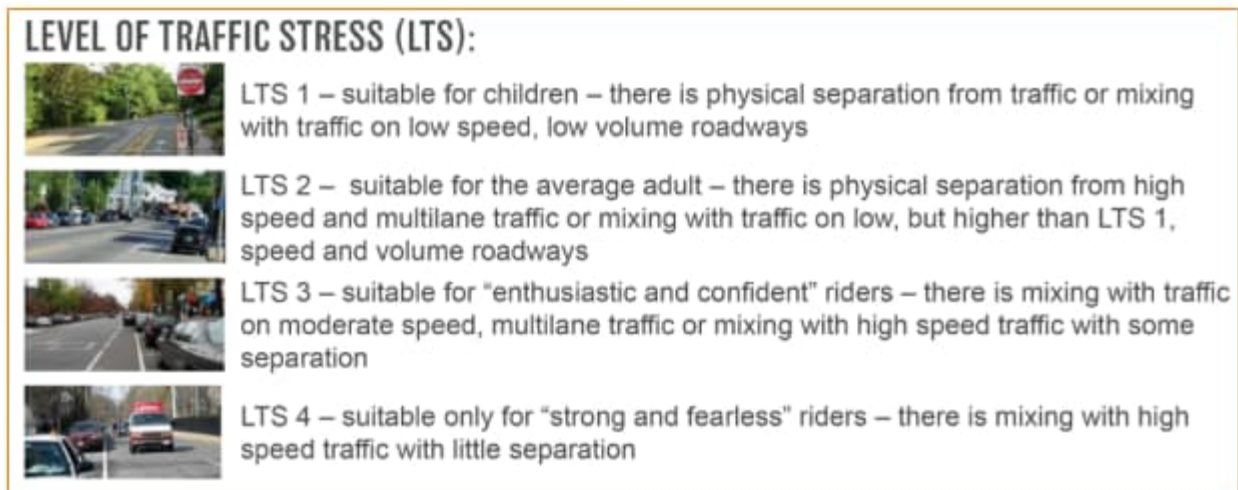 LEVEL OF TRAFFIC STRESS (LTS):
LTS 1 – suitable for children – there is physical separation from traffic or mixing
with traffic on low speed, low volume roadways
LTS 2 –  suitable for the average adult – there is physical separation from high
speed and multilane traffic or mixing with traffic on low, but higher than LTS 1,
speed and volume roadways
LTS 3 – suitable for “enthusiastic and confident” riders – there is mixing with traffic
on moderate speed, multilane traffic or mixing with high speed traffic with some
separation
LTS 4 – suitable only for “strong and fearless” riders – there is mixing with high
speed traffic with little separation